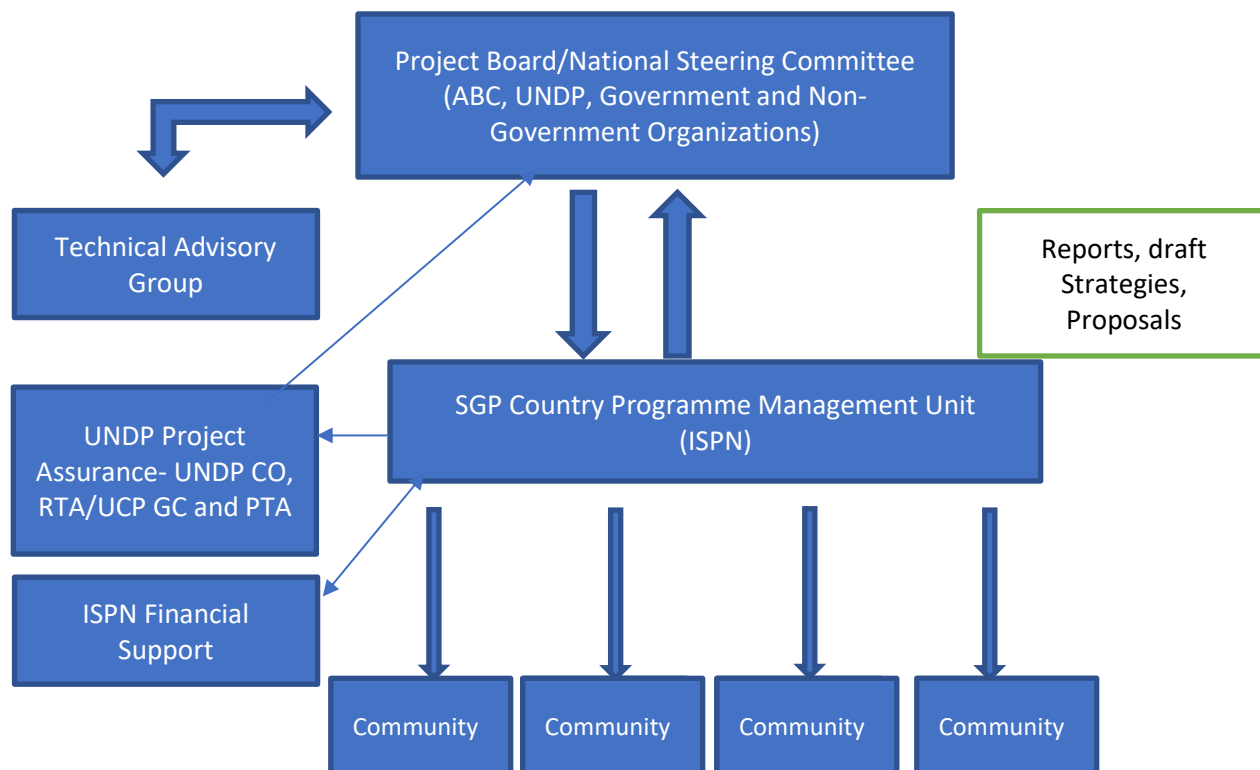 Project Board/National Steering Committee
(ABC, UNDP, Government and Non-
Government Organizations)
Technical Advisory
Group
Reports, draft
Strategies,
Proposals
SGP Country Programme Management Unit
(ISPN)
UNDP Project
Assurance- UNDP CO,
RTA/UCP GC and PTA
ISPN Financial
Support
Community
Community
Community
Community